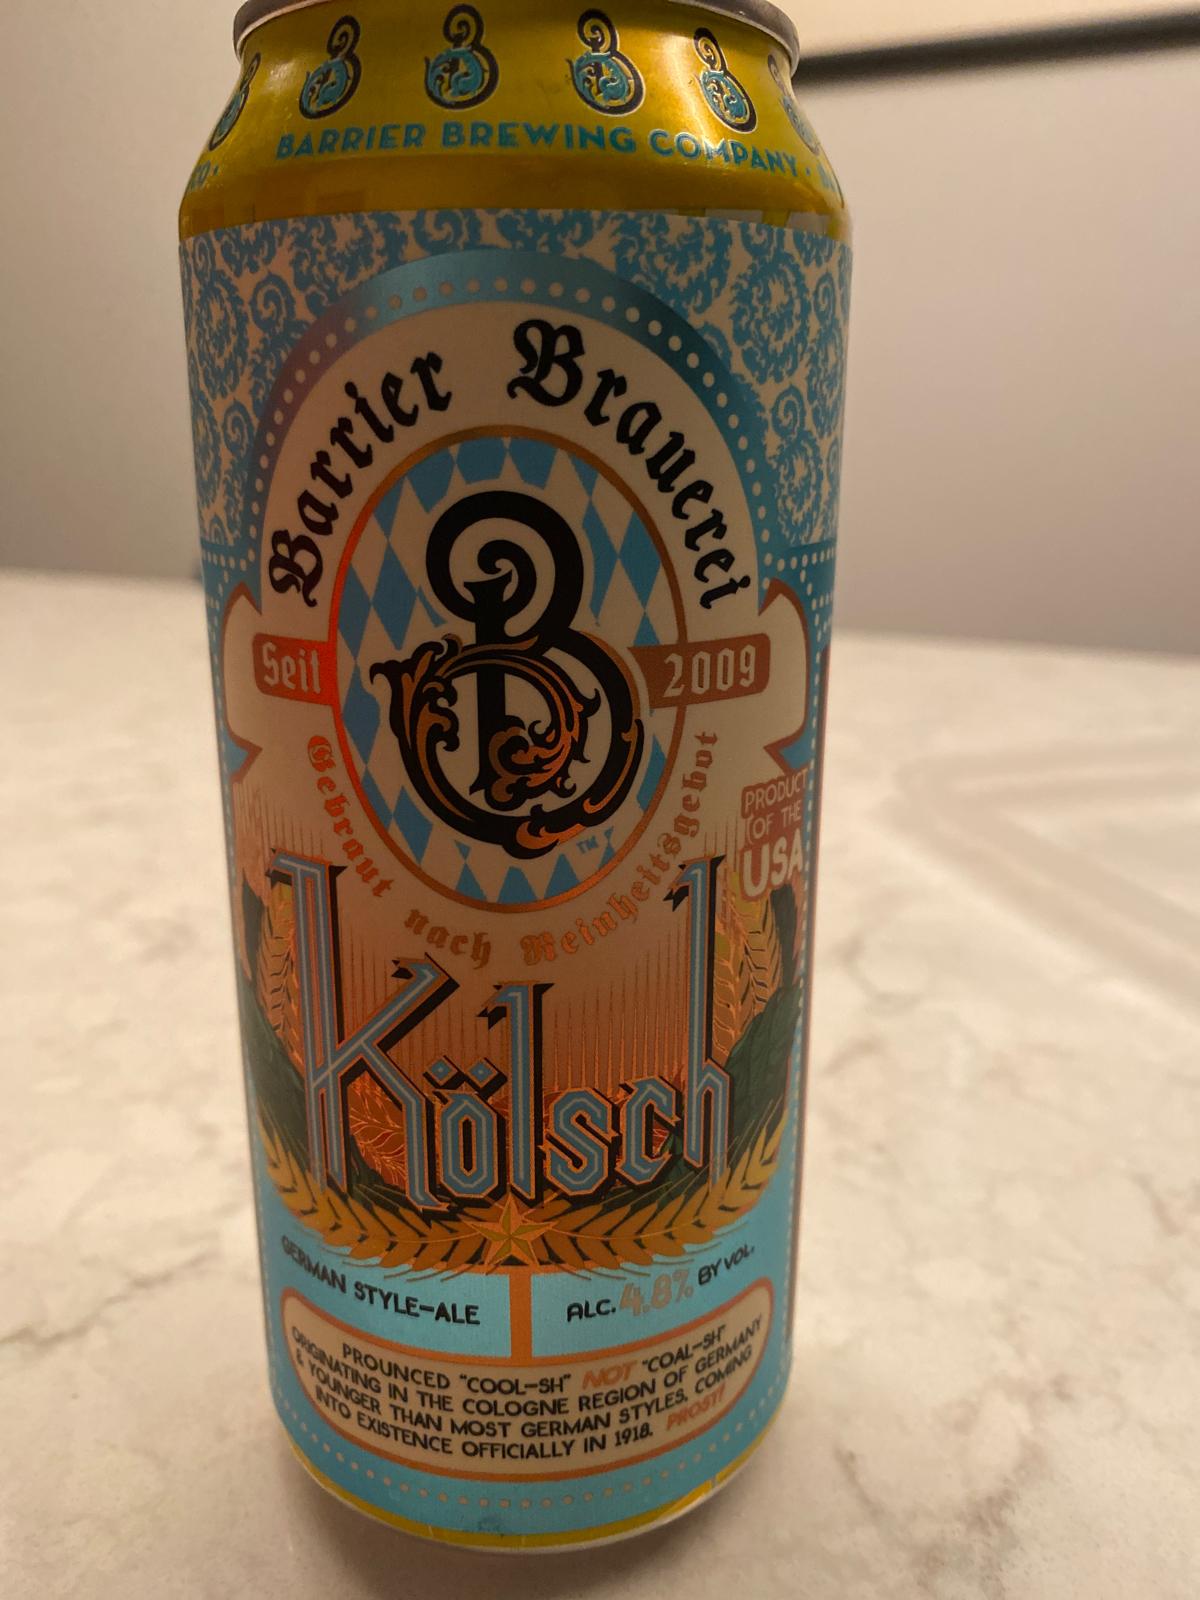 BARRIER BREWING COMPANY ·
Barrier Brauerei
B
TM
Seit 2009
Gebraut nach Reinheitsgebot
PRODUCT
OF THE
USA
Kölsch
GERMAN STYLE-ALE
ALC. 4.8% BY VOL.
PROUNCED "COOL-SH" NOT "COAL-SH"
ORIGINATING IN THE COLOGNE REGION OF GERMANY
& YOUNGER THAN MOST GERMAN STYLES, COMING
INTO EXISTENCE OFFICIALLY IN 1918. PROST!